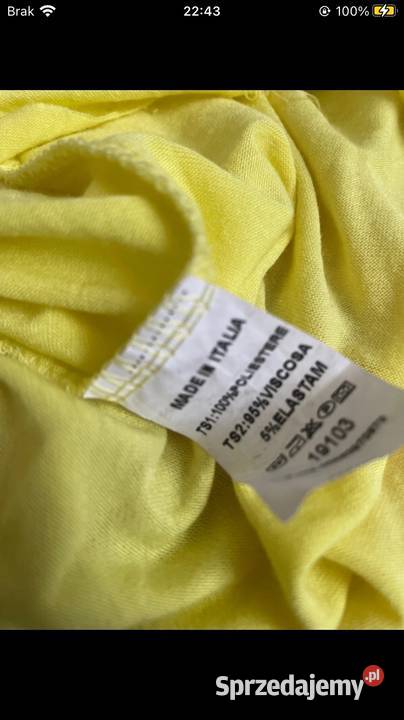 Brak 22:43 100%
MADE IN ITALIA
TS1:100%POLIESTERE
TS2:95%VISCOSA
5%ELASTAM
19103
Sprzedajemy.pl